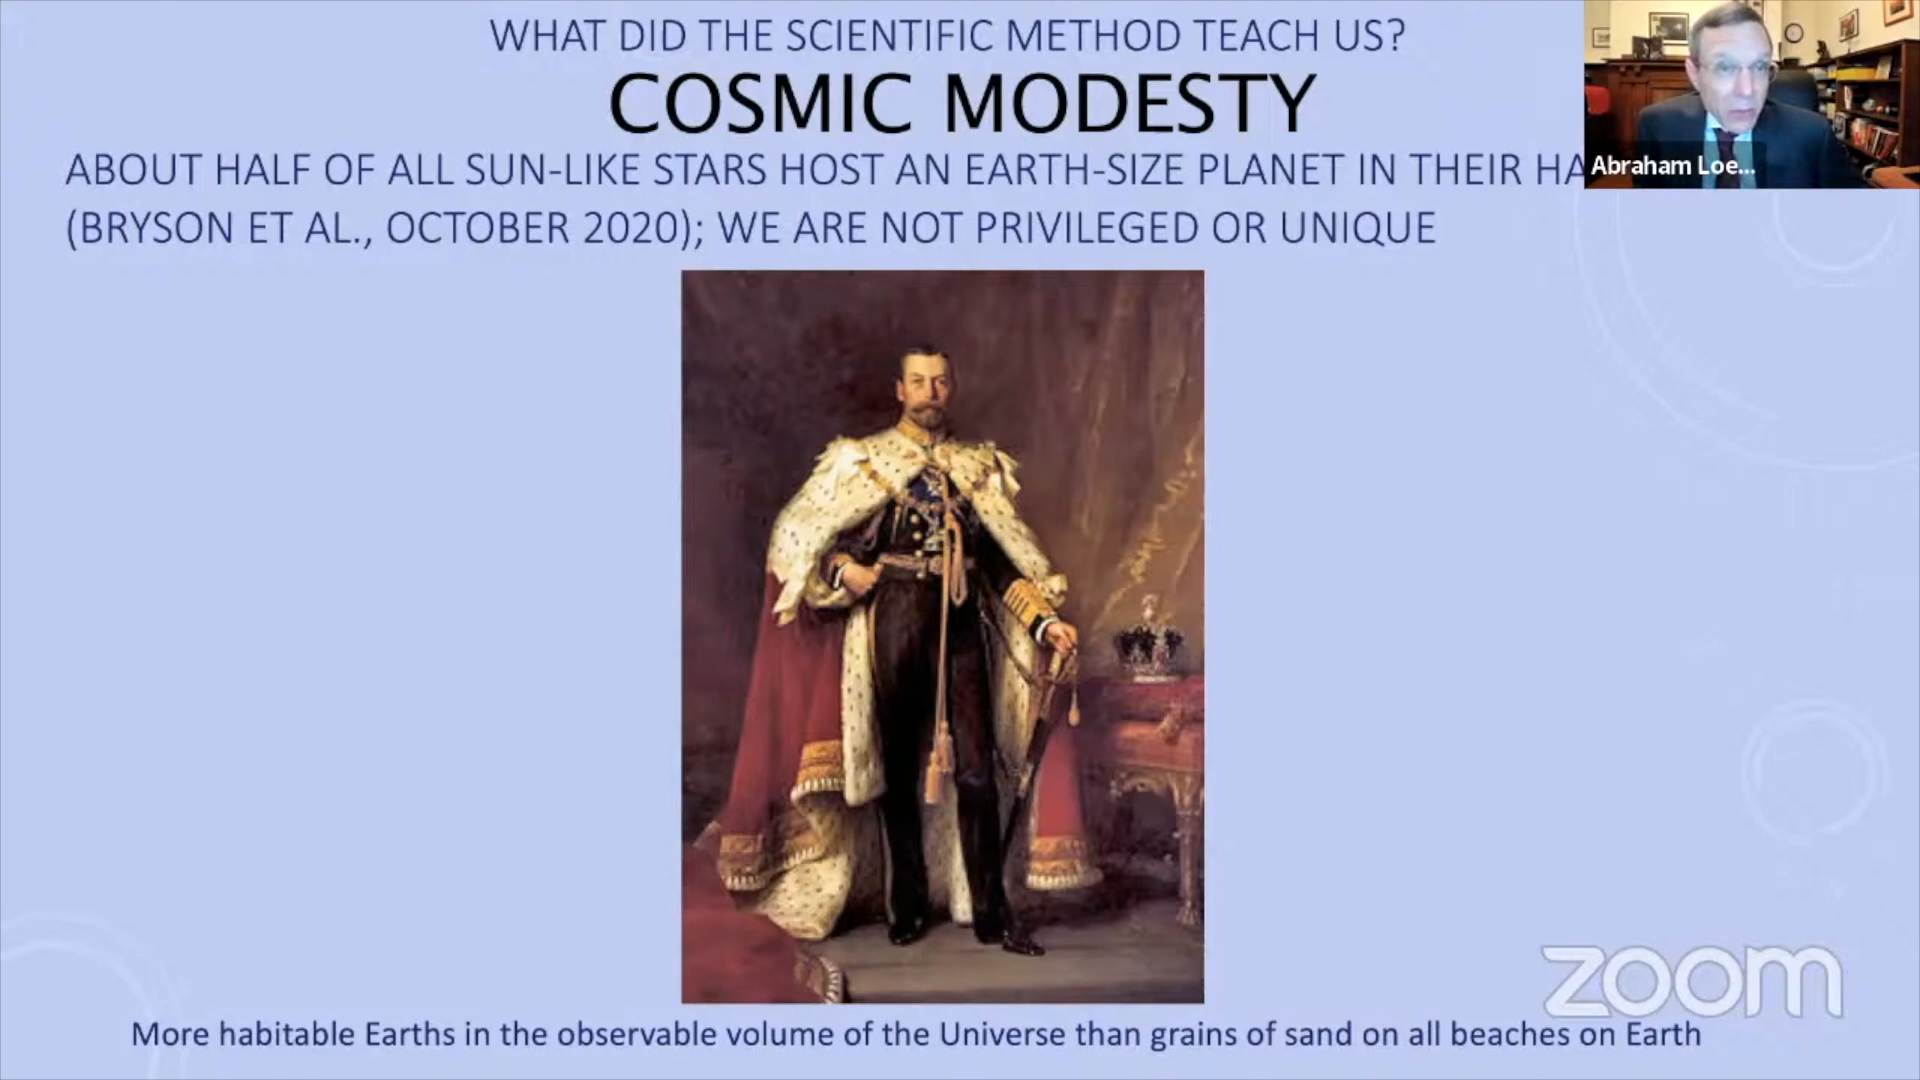 WHAT DID THE SCIENTIFIC METHOD TEACH US?
COSMIC MODESTY
ABOUT HALF OF ALL SUN-LIKE STARS HOST AN EARTH-SIZE PLANET IN THEIR HA
(BRYSON ET AL., OCTOBER 2020); WE ARE NOT PRIVILEGED OR UNIQUE
Abraham Loe...
zoom
More habitable Earths in the observable volume of the Universe than grains of sand on all beaches on Earth